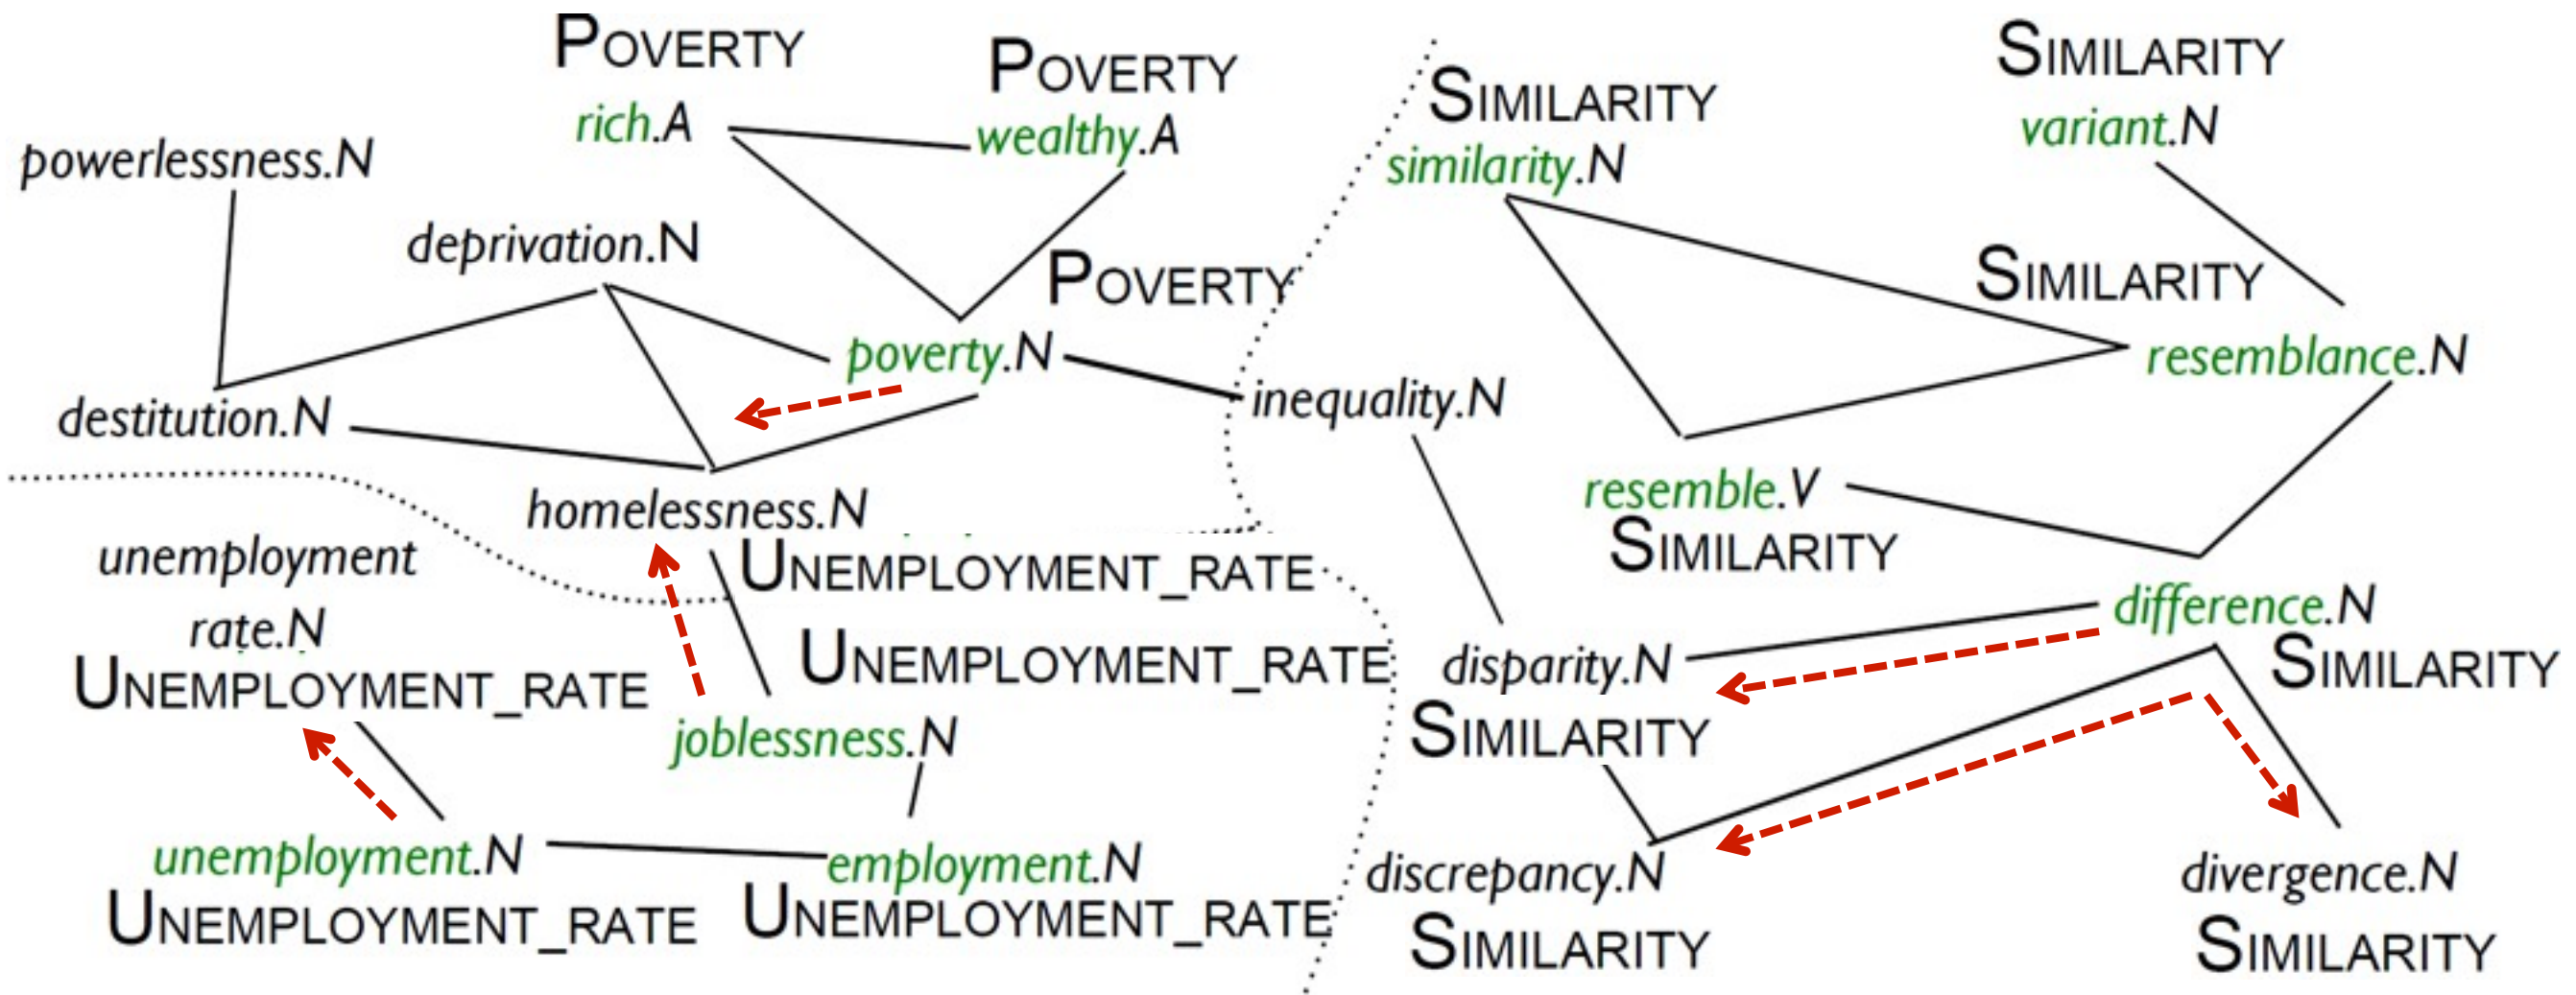 POVERTY
rich.A
POVERTY
wealthy.A
powerlessness.N
deprivation.N
POVERTY
poverty.N
destitution.N
homelessness.N
SIMILARITY
similarity.N
SIMILARITY
variant.N
SIMILARITY
resemblance.N
inequality.N
resemble.V
SIMILARITY
unemployment
rate.N
UNEMPLOYMENT_RATE
UNEMPLOYMENT_RATE
UNEMPLOYMENT_RATE
joblessness.N
unemployment.N
UNEMPLOYMENT_RATE
employment.N
UNEMPLOYMENT_RATE
difference.N
SIMILARITY
disparity.N
SIMILARITY
discrepancy.N
SIMILARITY
divergence.N
SIMILARITY